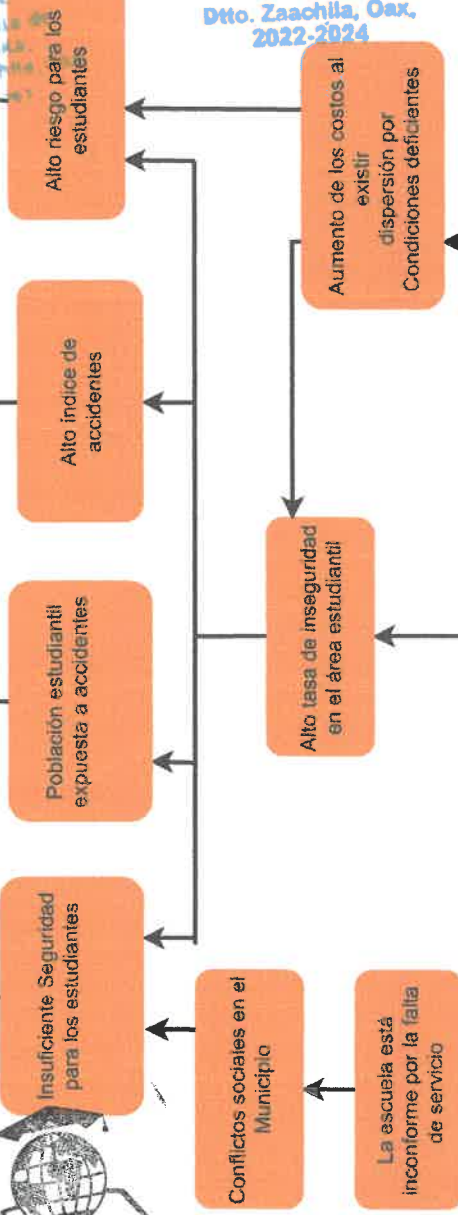 Dtto. Zaachila, Oax,
2022-2024
Insuficiente Seguridad
para los estudiantes
Población estudiantil
expuesta a accidentes
Alto índice de
accidentes
Alto riesgo para los
estudiantes
Conflictos sociales en el
Municipio
Alto tasa de inseguridad
en el área estudiantil
Aumento de los costos al
existir
dispersión por
Condiciones deficientes
La escuela está
inconforme por la falta
de servicio